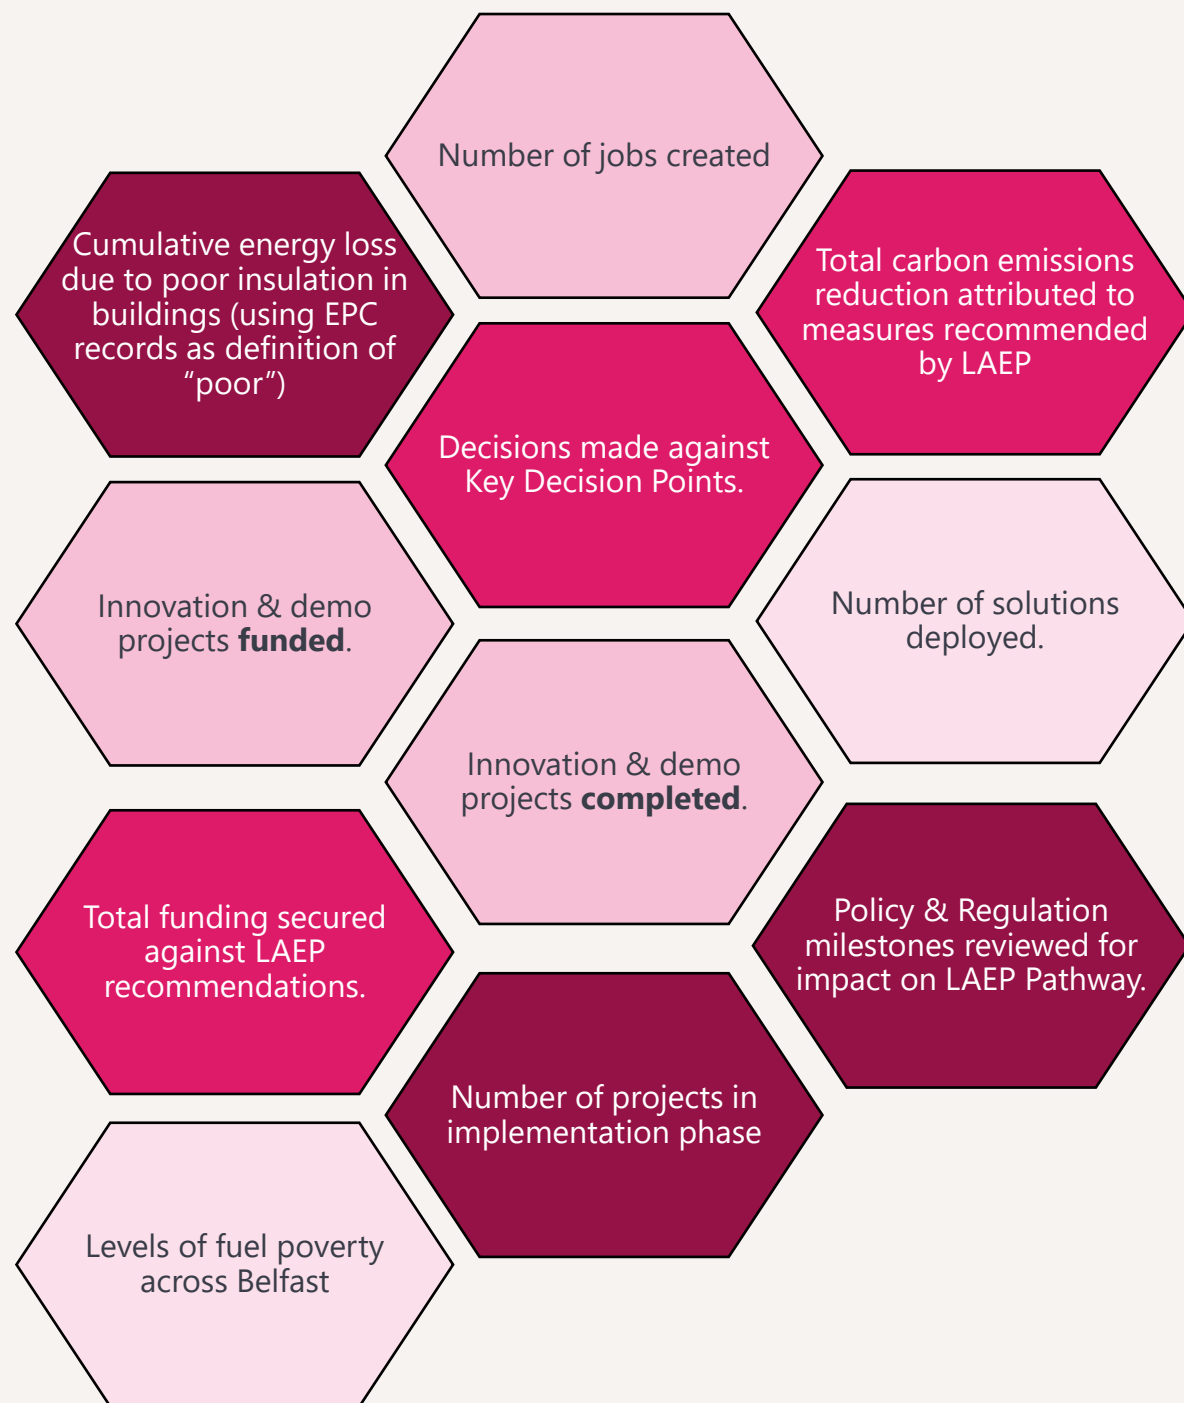 Number of jobs created
Cumulative energy loss
due to poor insulation in
buildings (using EPC
records as definition of
“poor”)
Total carbon emissions
reduction attributed to
measures recommended
by LAEP
Decisions made against
Key Decision Points.
Innovation & demo
projects funded.
Number of solutions
deployed.
Innovation & demo
projects completed.
Total funding secured
against LAEP
recommendations.
Policy & Regulation
milestones reviewed for
impact on LAEP Pathway.
Number of projects in
implementation phase
Levels of fuel poverty
across Belfast